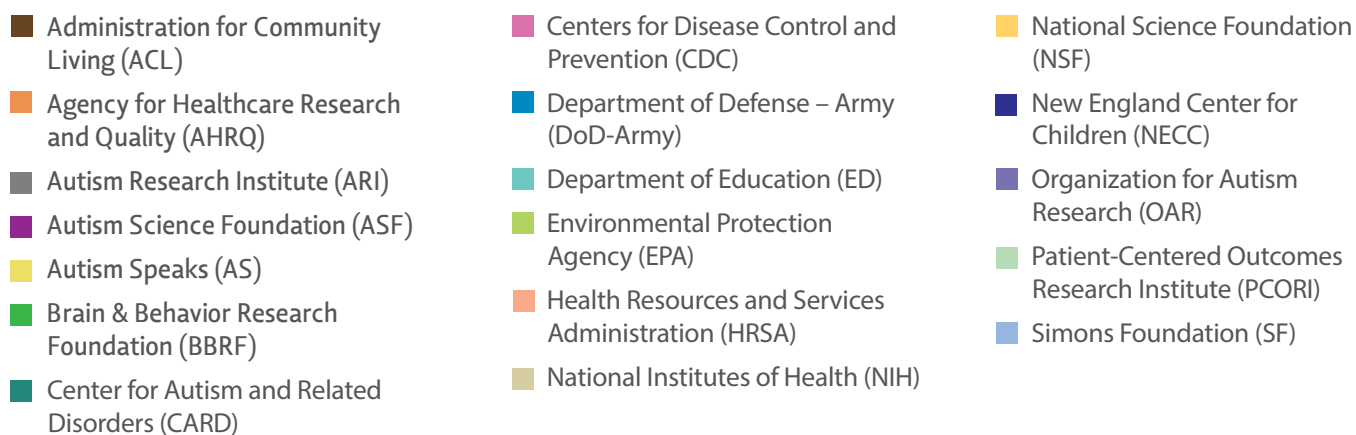 Administration for Community
Living (ACL)
Agency for Healthcare Research
and Quality (AHRQ)
Autism Research Institute (ARI)
Autism Science Foundation (ASF)
Autism Speaks (AS)
Brain & Behavior Research
Foundation (BBRF)
Center for Autism and Related
Disorders (CARD)
Centers for Disease Control and
Prevention (CDC)
Department of Defense – Army
(DoD-Army)
Department of Education (ED)
Environmental Protection
Agency (EPA)
Health Resources and Services
Administration (HRSA)
National Institutes of Health (NIH)
National Science Foundation
(NSF)
New England Center for
Children (NECC)
Organization for Autism
Research (OAR)
Patient-Centered Outcomes
Research Institute (PCORI)
Simons Foundation (SF)